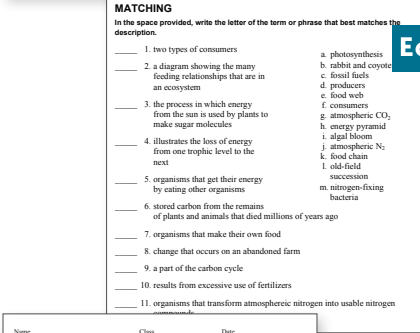 MATCHING
In the space provided, write the letter of the term or phrase that best matches the
description.
_____ 1. two types of consumers
_____ 2. a diagram showing the many
feeding relationships that are in
an ecosystem
_____ 3. the process in which energy
from the sun is used by plants to
make sugar molecules
_____ 4. illustrates the loss of energy
from one trophic level to the
next
_____ 5. organisms that get their energy
by eating other organisms
_____ 6. stored carbon from the remains
of plants and animals that died millions of years ago
_____ 7. organisms that make their own food
_____ 8. change that occurs on an abandoned farm
_____ 9. a part of the carbon cycle
_____ 10. results from excessive use of fertilizers
_____ 11. organisms that transform atmosphereic nitrogen into usable nitrogen
compounds
a. photosynthesis
b. rabbit and coyote
c. fossil fuels
d. producers
e. food web
f. consumers
g. atmospheric CO₂
h. energy pyramid
i. algal bloom
j. atmospheric N₂
k. food chain
l. old-field
succession
m. nitrogen-fixing
bacteria
Name Class Date